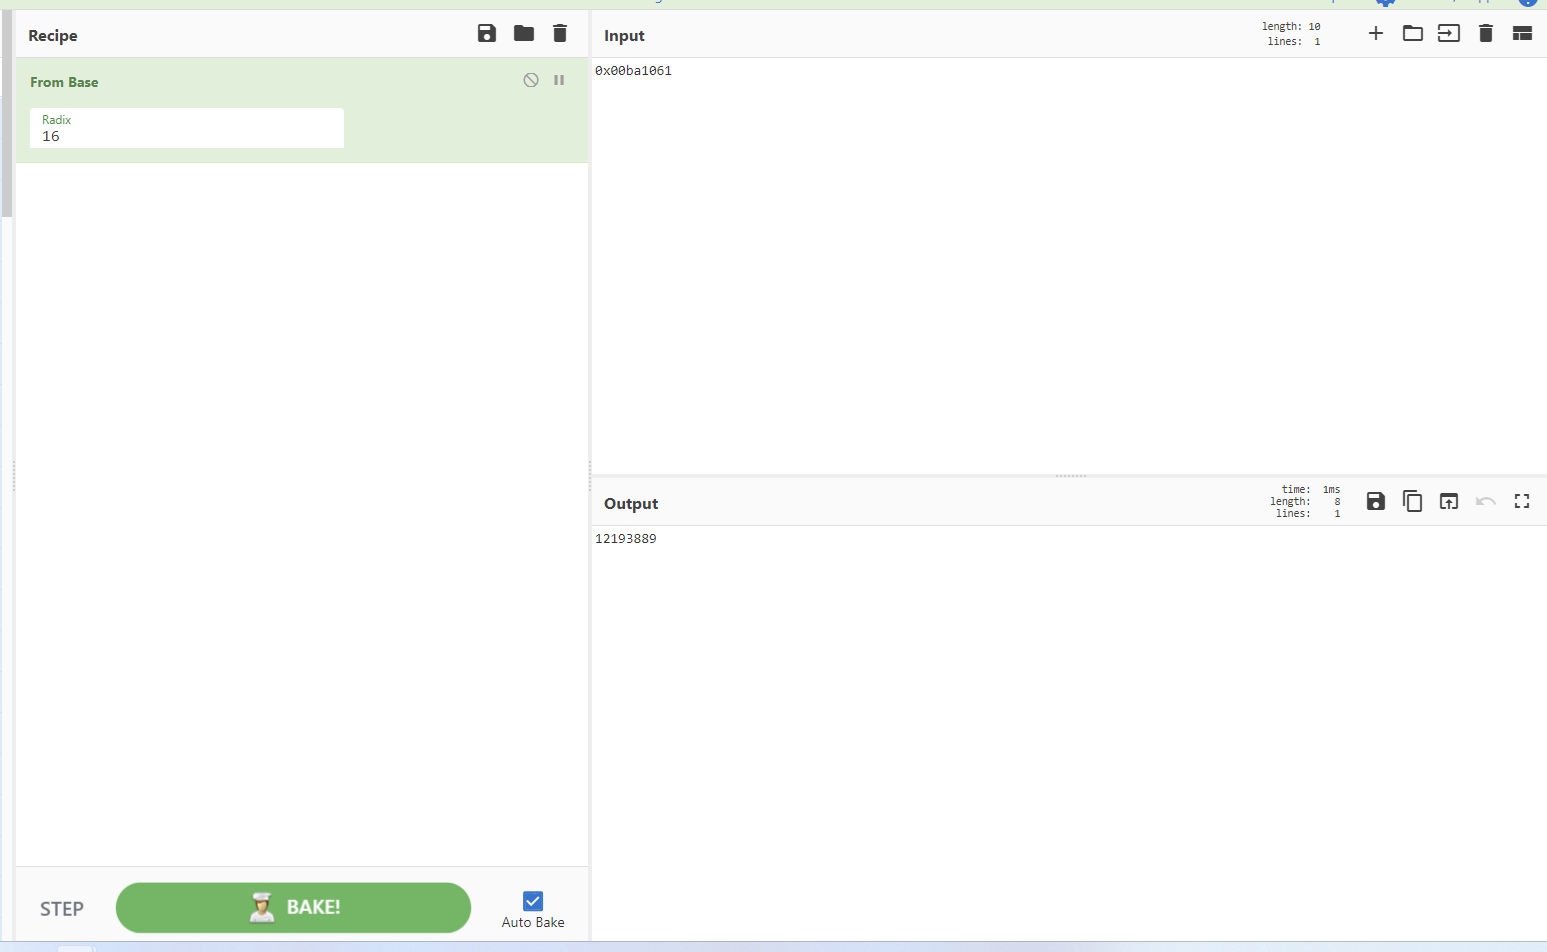 Recipe
From Base
Radix
16
STEP
BAKE!
Auto Bake
Input
length: 10
lines: 1
0x00ba1061
Output
time: 1ms
length: 8
lines: 1
12193889